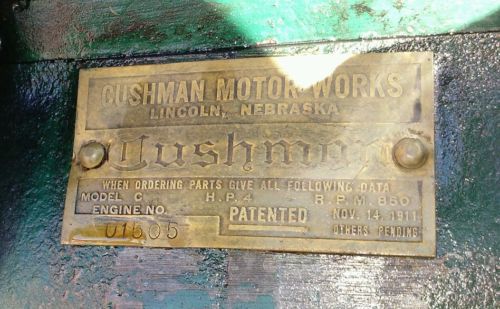 CUSHMAN MOTOR WORKS
LINCOLN, NEBRASKA
Cushman
WHEN ORDERING PARTS GIVE ALL FOLLOWING DATA
MODEL C H.P. 4 R.P.M. 850
ENGINE NO. PATENTED NOV. 14, 1911
01505 OTHERS PENDING